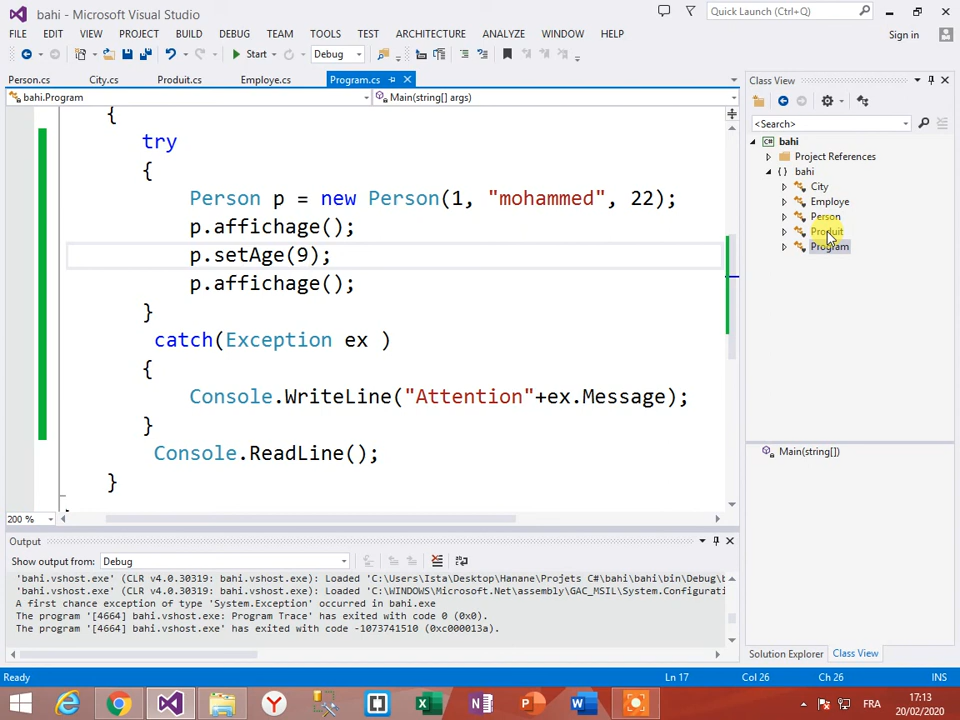 bahi - Microsoft Visual Studio
Quick Launch (Ctrl+Q)
FILE EDIT VIEW PROJECT BUILD DEBUG TEAM TOOLS TEST ARCHITECTURE ANALYZE WINDOW HELP
Sign in
Start Debug
Person.cs City.cs Produit.cs Employe.cs Program.cs
bahi.Program Main(string[] args)
{
try
{
Person p = new Person(1, "mohammed", 22);
p.affichage();
p.setAge(9);
p.affichage();
}
catch(Exception ex )
{
Console.WriteLine("Attention"+ex.Message);
}
Console.ReadLine();
}
200 %
Class View
<Search>
bahi
Project References
{ } bahi
City
Employe
Person
Produit
Program
Main(string[])
Solution Explorer Class View
Output
Show output from: Debug
'bahi.vshost.exe' (CLR v4.0.30319: bahi.vshost.exe): Loaded 'C:\Users\Ista\Desktop\Hanane\Projets C#\bahi\bahi\bin\Debug\b
'bahi.vshost.exe' (CLR v4.0.30319: bahi.vshost.exe): Loaded 'C:\WINDOWS\Microsoft.Net\assembly\GAC_MSIL\System.Configurati
A first chance exception of type 'System.Exception' occurred in bahi.exe
The program '[4664] bahi.vshost.exe: Program Trace' has exited with code 0 (0x0).
The program '[4664] bahi.vshost.exe' has exited with code -1073741510 (0xc000013a).
Ready Ln 17 Col 26 Ch 26 INS
FRA 17:13
20/02/2020